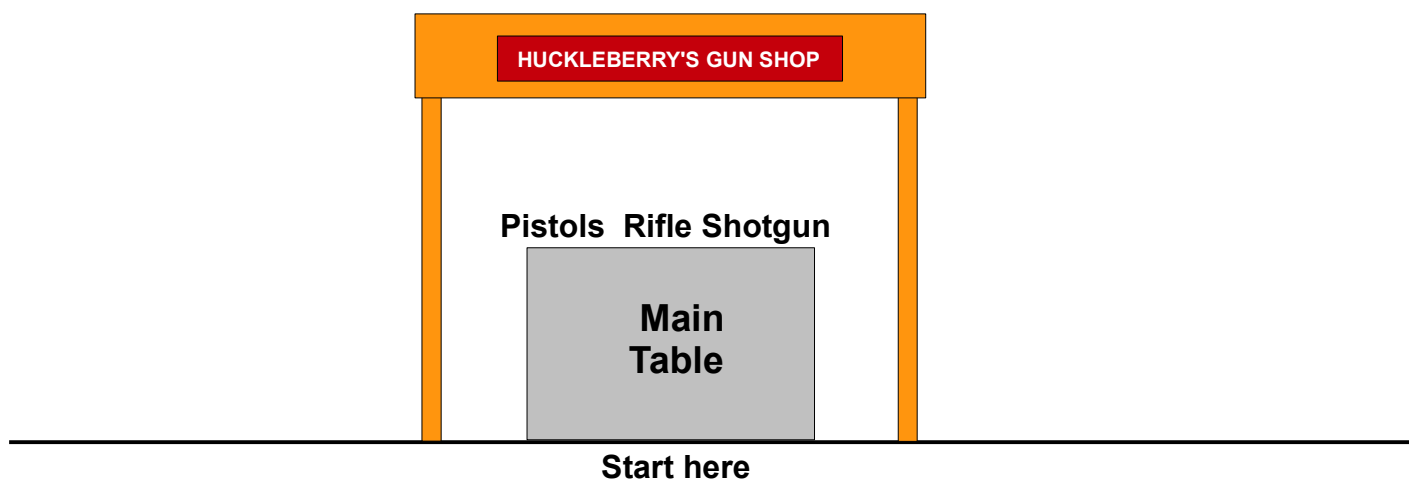 HUCKLEBERRY'S GUN SHOP
Pistols  Rifle Shotgun
Main
Table
Start here